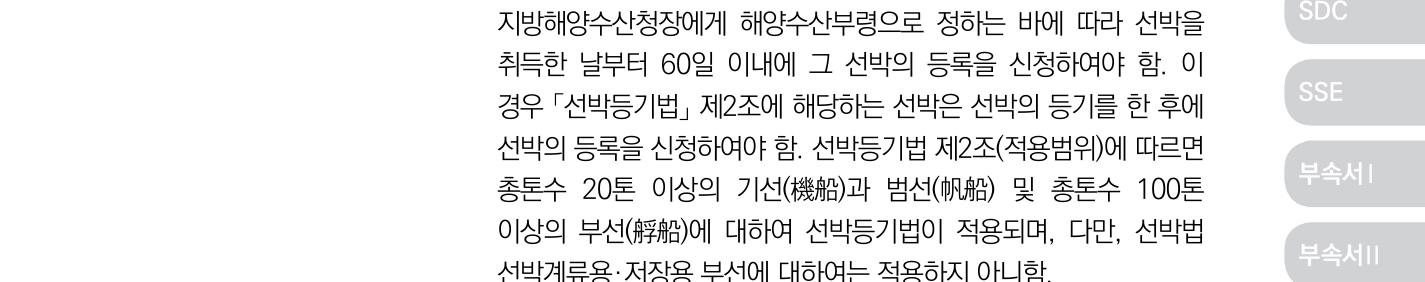 지방해양수산청장에게 해양수산부령으로 정하는 바에 따라 선박을
취득한 날부터 60일 이내에 그 선박의 등록을 신청하여야 함. 이
경우 「선박등기법」 제2조에 해당하는 선박은 선박의 등기를 한 후에
선박의 등록을 신청하여야 함. 선박등기법 제2조(적용범위)에 따르면
총톤수 20톤 이상의 기선(機船)과 범선(帆船) 및 총톤수 100톤
이상의 부선(艀船)에 대하여 선박등기법이 적용되며, 다만, 선박법
선박계류용·저장용 부선에 대하여는 적용하지 아니함.
SDC
SSE
부속서 I
부속서 II